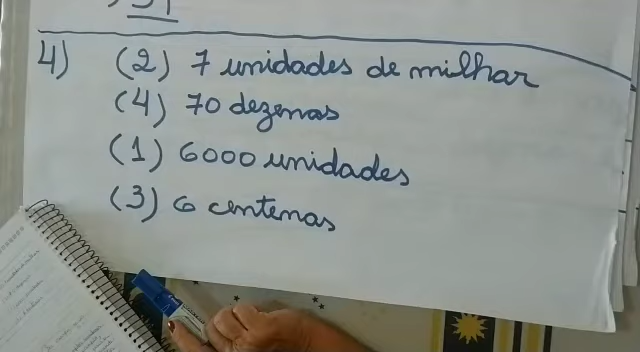 4) (2) 7 unidades de milhar
(4) 70 dezenas
(1) 6000 unidades
(3) 6 centenas